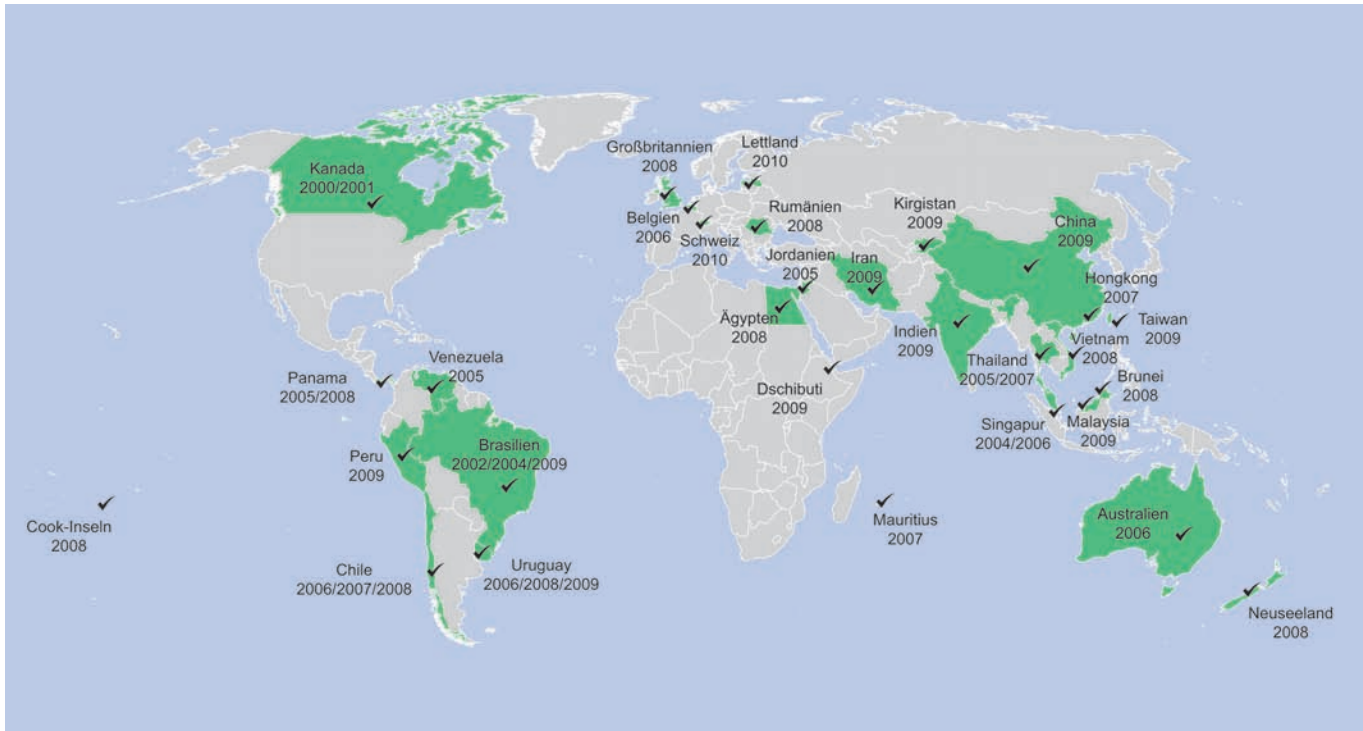 Kanada
2000/2001
Großbritannien
2008
Lettland
2010
Belgien
2006
Schweiz
2010
Rumänien
2008
Kirgistan
2009
China
2009
Jordanien
2005
Iran
2009
Hongkong
2007
Ägypten
2008
Indien
2009
Taiwan
2009
Vietnam
2008
Thailand
2005/2007
Venezuela
2005
Panama
2005/2008
Dschibuti
2009
Brunei
2008
Singapur
2004/2006
Malaysia
2009
Peru
2009
Brasilien
2002/2004/2009
Cook-Inseln
2008
Mauritius
2007
Australien
2006
Chile
2006/2007/2008
Uruguay
2006/2008/2009
Neuseeland
2008